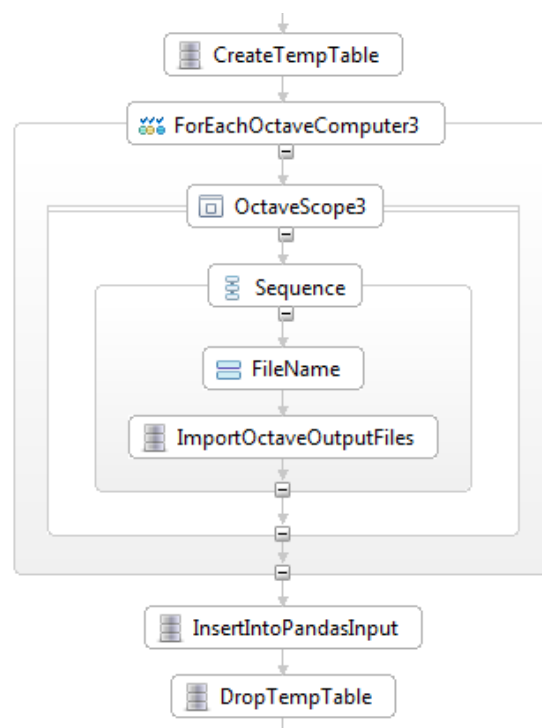 CreateTempTable
ForEachOctaveComputer3
OctaveScope3
Sequence
FileName
ImportOctaveOutputFiles
InsertIntoPandasInput
DropTempTable